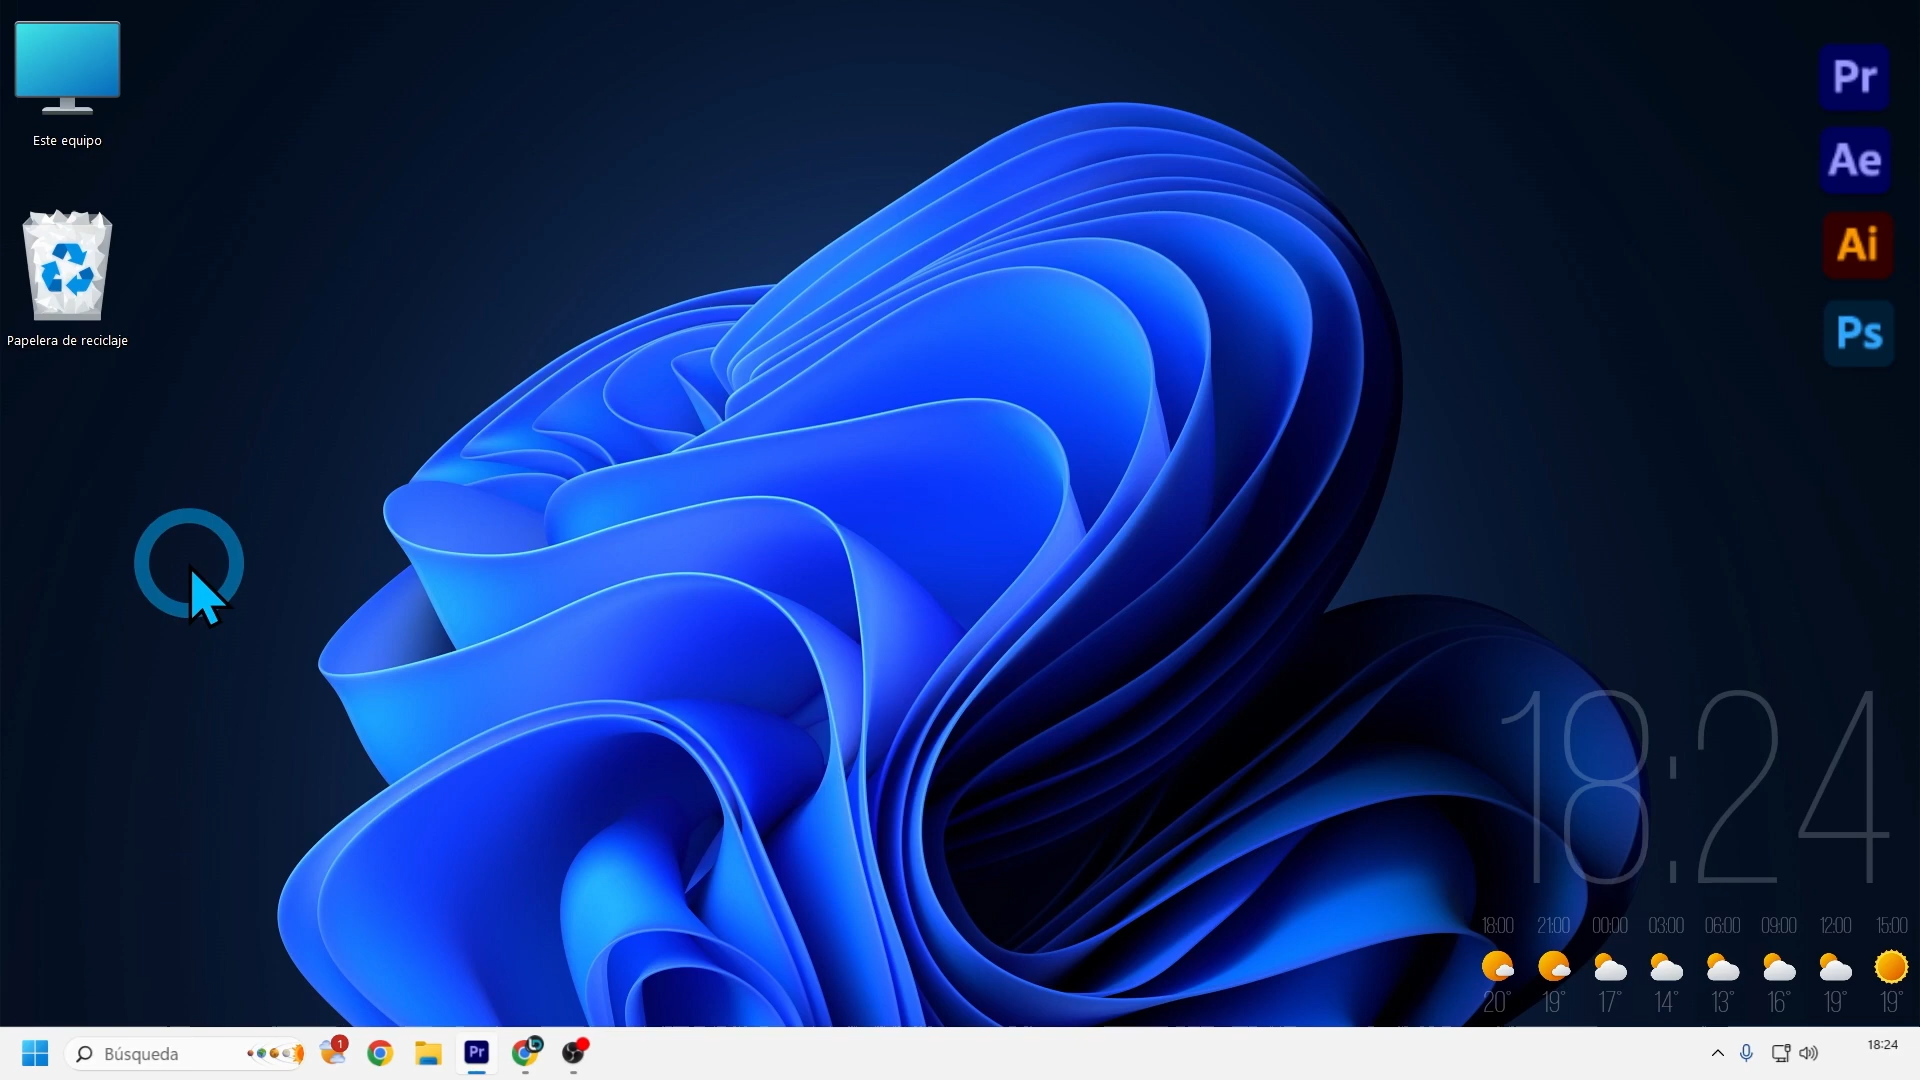 Este equipo
Papelera de reciclaje
Pr
Ae
Ai
Ps
18:24
18:00 21:00 00:00 03:00 06:00 09:00 12:00 15:00
20° 19° 17° 14° 13° 16° 19° 19°
Búsqueda
1
Pr
18:24